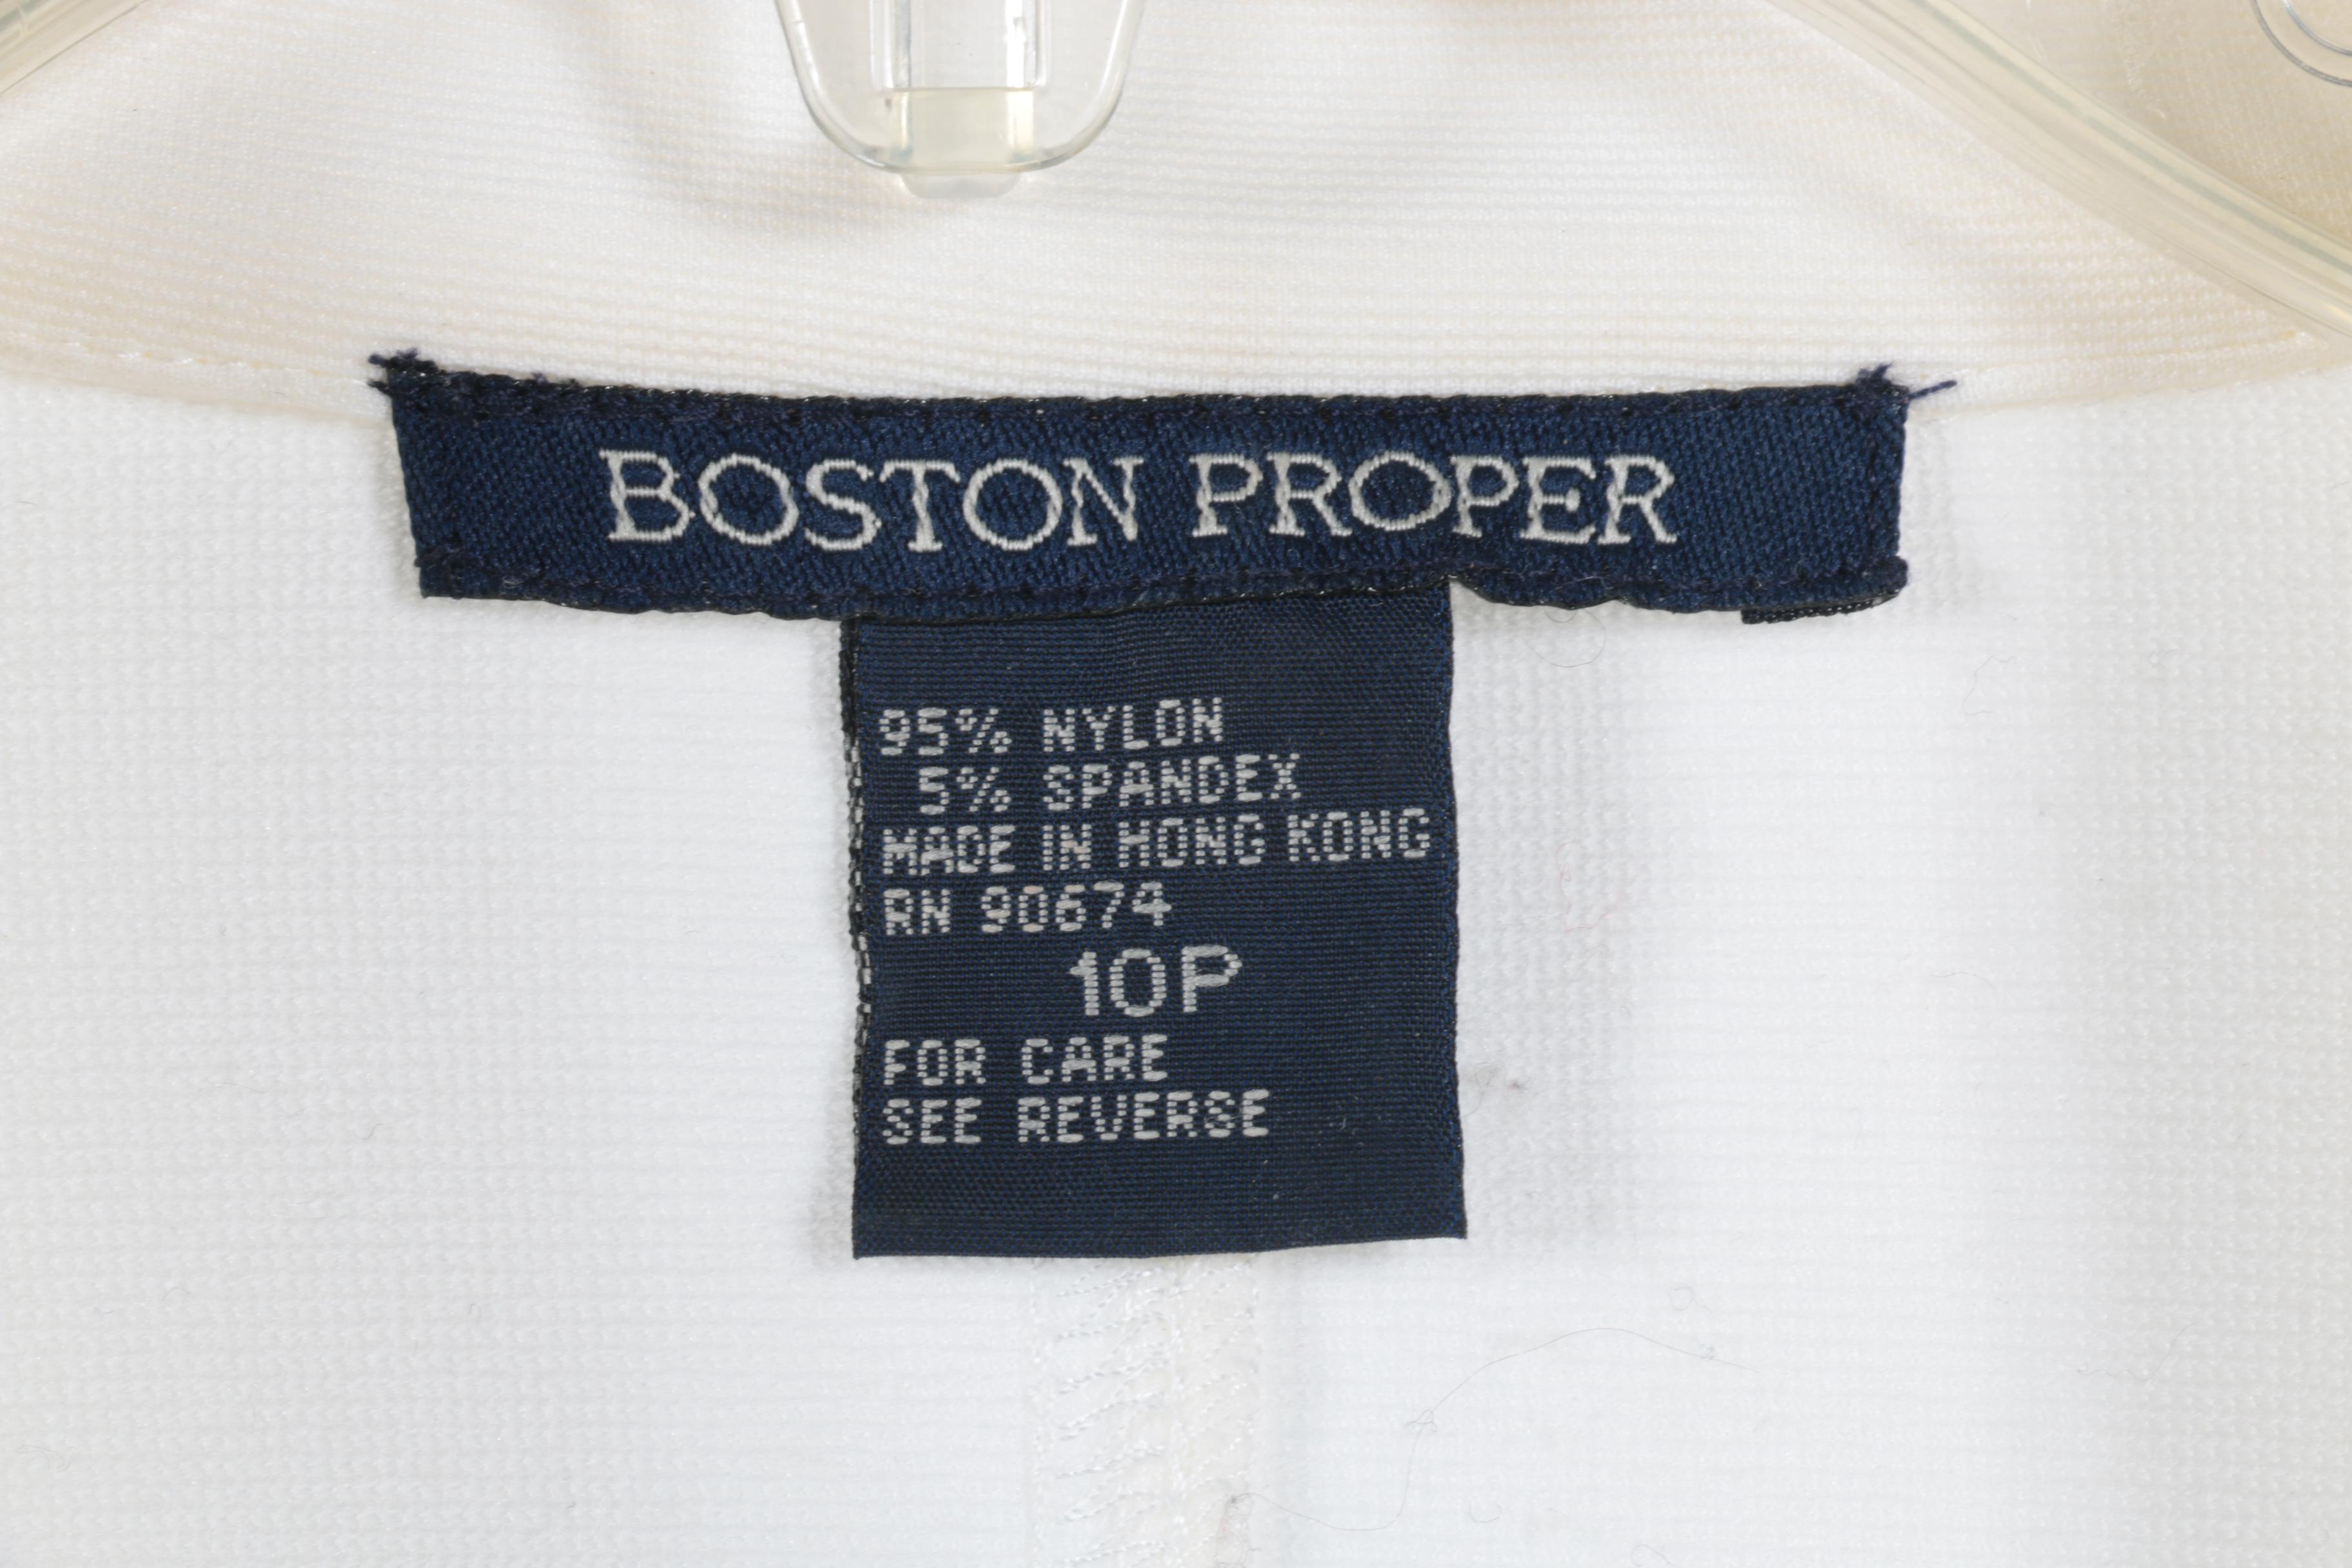 BOSTON PROPER
95% NYLON
5% SPANDEX
MADE IN HONG KONG
RN 90674
10P
FOR CARE
SEE REVERSE